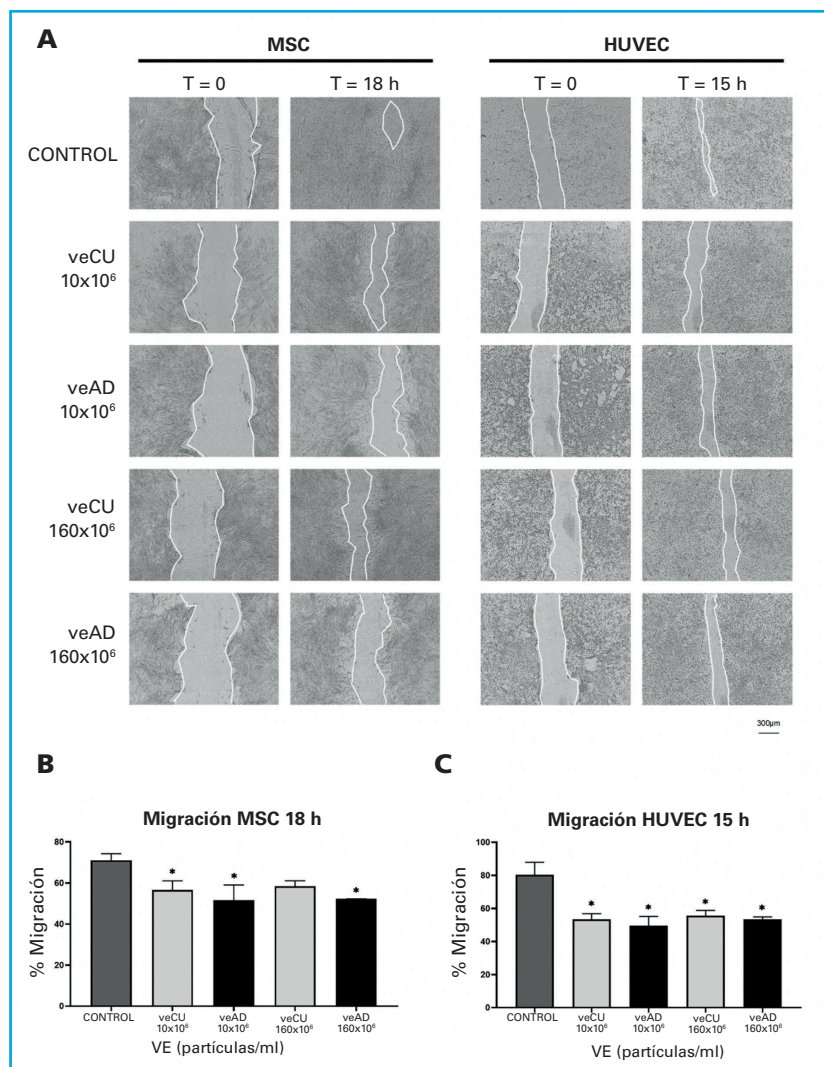 A
MSC
HUVEC
T = 0
T = 18 h
T = 0
T = 15 h
CONTROL
veCU
10x10⁶
veAD
10x10⁶
veCU
160x10⁶
veAD
160x10⁶
300µm
B
Migración MSC 18 h
% Migración
80
60
40
20
0
* * *
CONTROL
veCU
10x10⁶
veAD
10x10⁶
veCU
160x10⁶
veAD
160x10⁶
VE (partículas/ml)
C
Migración HUVEC 15 h
% Migración
100
80
60
40
20
0
* * * *
CONTROL
veCU
10x10⁶
veAD
10x10⁶
veCU
160x10⁶
veAD
160x10⁶
VE (partículas/ml)